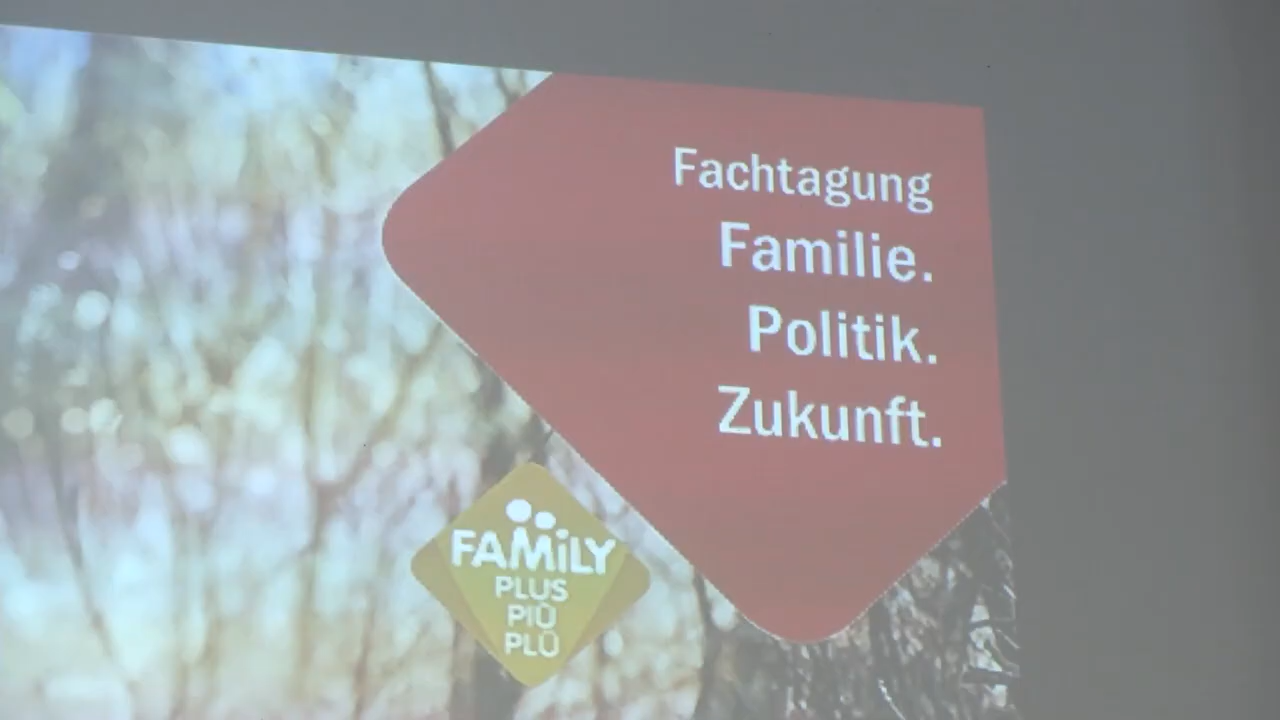 Fachtagung
Familie.
Politik.
Zukunft.
FAMiLY
PLUS
PIÙ
PLÜ